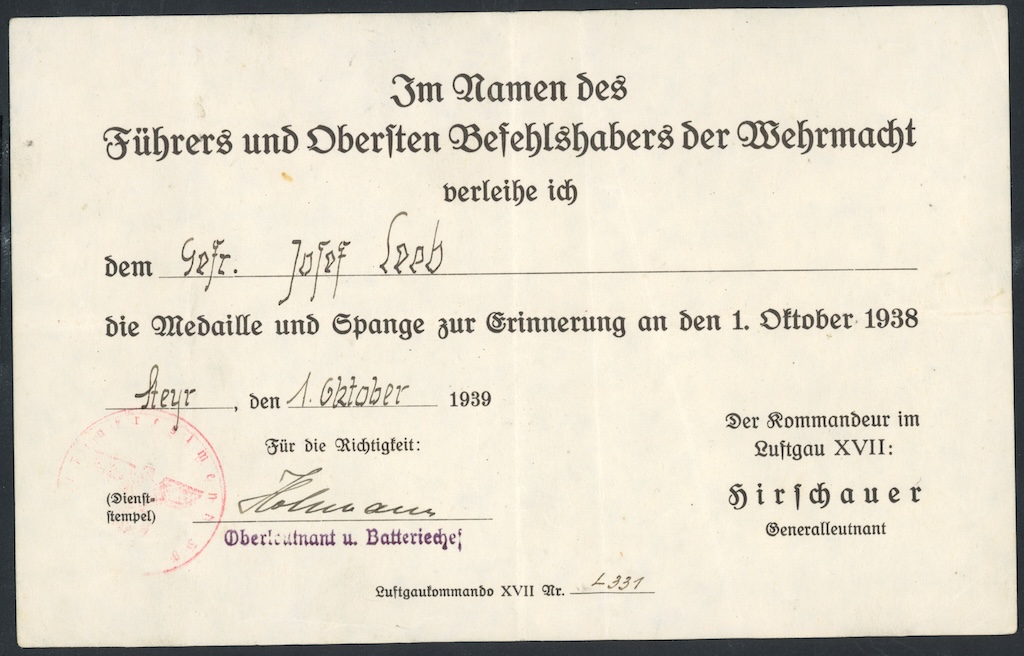 Im Namen des
Führers und Obersten Befehlshabers der Wehrmacht
verleihe ich
dem Gefr. Josef Leeb
die Medaille und Spange zur Erinnerung an den 1. Oktober 1938
Steyr, den 1. Oktober 1939
Für die Richtigkeit:
(Dienst-
stempel)
Oberleutnant u. Batteriechef
Der Kommandeur im
Luftgau XVII:
Hirschauer
Generalleutnant
Luftgaukommando XVII Nr. L 331